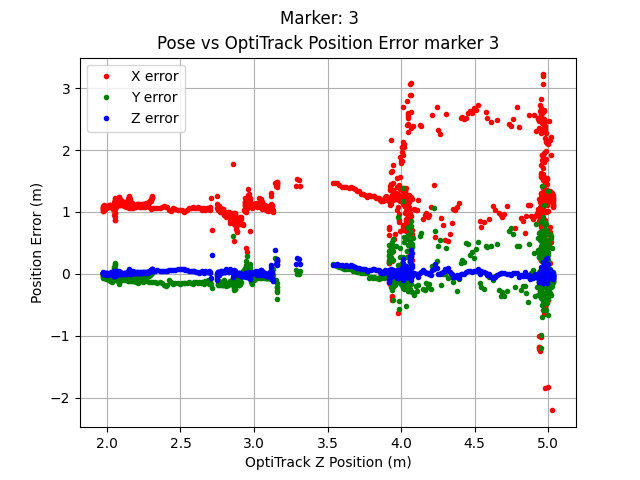 Marker: 3
Pose vs OptiTrack Position Error marker 3
X error
Y error
Z error
3
2
1
0
−1
−2
Position Error (m)
2.0 2.5 3.0 3.5 4.0 4.5 5.0
OptiTrack Z Position (m)